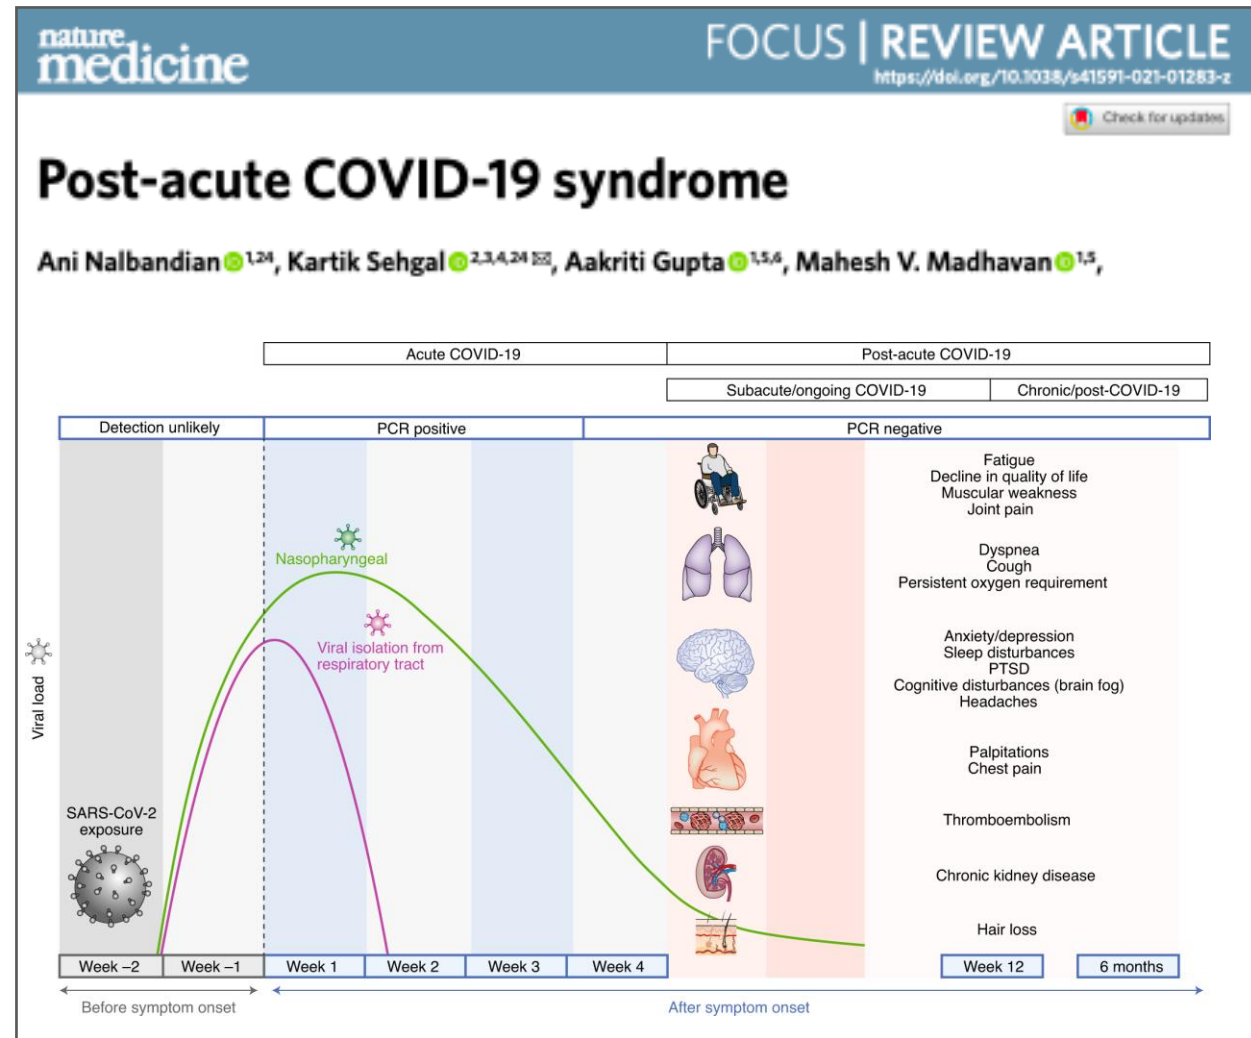 nature
medicine
FOCUS | REVIEW ARTICLE
https://doi.org/10.1038/s41591-021-01283-z
Check for updates
Post-acute COVID-19 syndrome
Ani Nalbandian 1,24, Kartik Sehgal 2,3,4,24 ✉, Aakriti Gupta 1,5,6, Mahesh V. Madhavan 1,5,
Acute COVID-19
Post-acute COVID-19
Subacute/ongoing COVID-19
Chronic/post-COVID-19
Detection unlikely
PCR positive
PCR negative
Fatigue
Decline in quality of life
Muscular weakness
Joint pain
Nasopharyngeal
Dyspnea
Cough
Persistent oxygen requirement
Viral isolation from
respiratory tract
Anxiety/depression
Sleep disturbances
PTSD
Cognitive disturbances (brain fog)
Headaches
Viral load
Palpitations
Chest pain
SARS-CoV-2
exposure
Thromboembolism
Chronic kidney disease
Hair loss
Week –2
Week –1
Week 1
Week 2
Week 3
Week 4
Week 12
6 months
Before symptom onset
After symptom onset